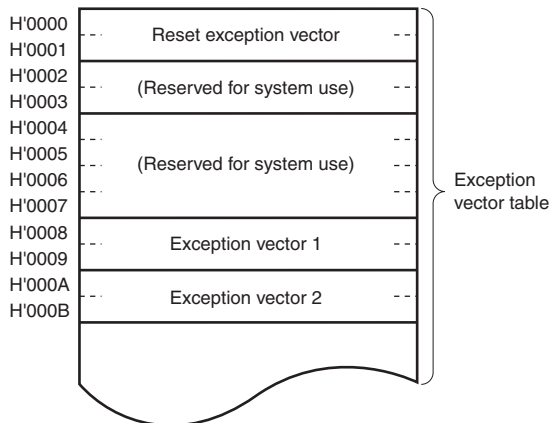 H'0000
Reset exception vector
H'0001
H'0002
(Reserved for system use)
H'0003
H'0004
H'0005
(Reserved for system use)
H'0006
H'0007
H'0008
Exception vector 1
H'0009
H'000A
Exception vector 2
H'000B
Exception
vector table